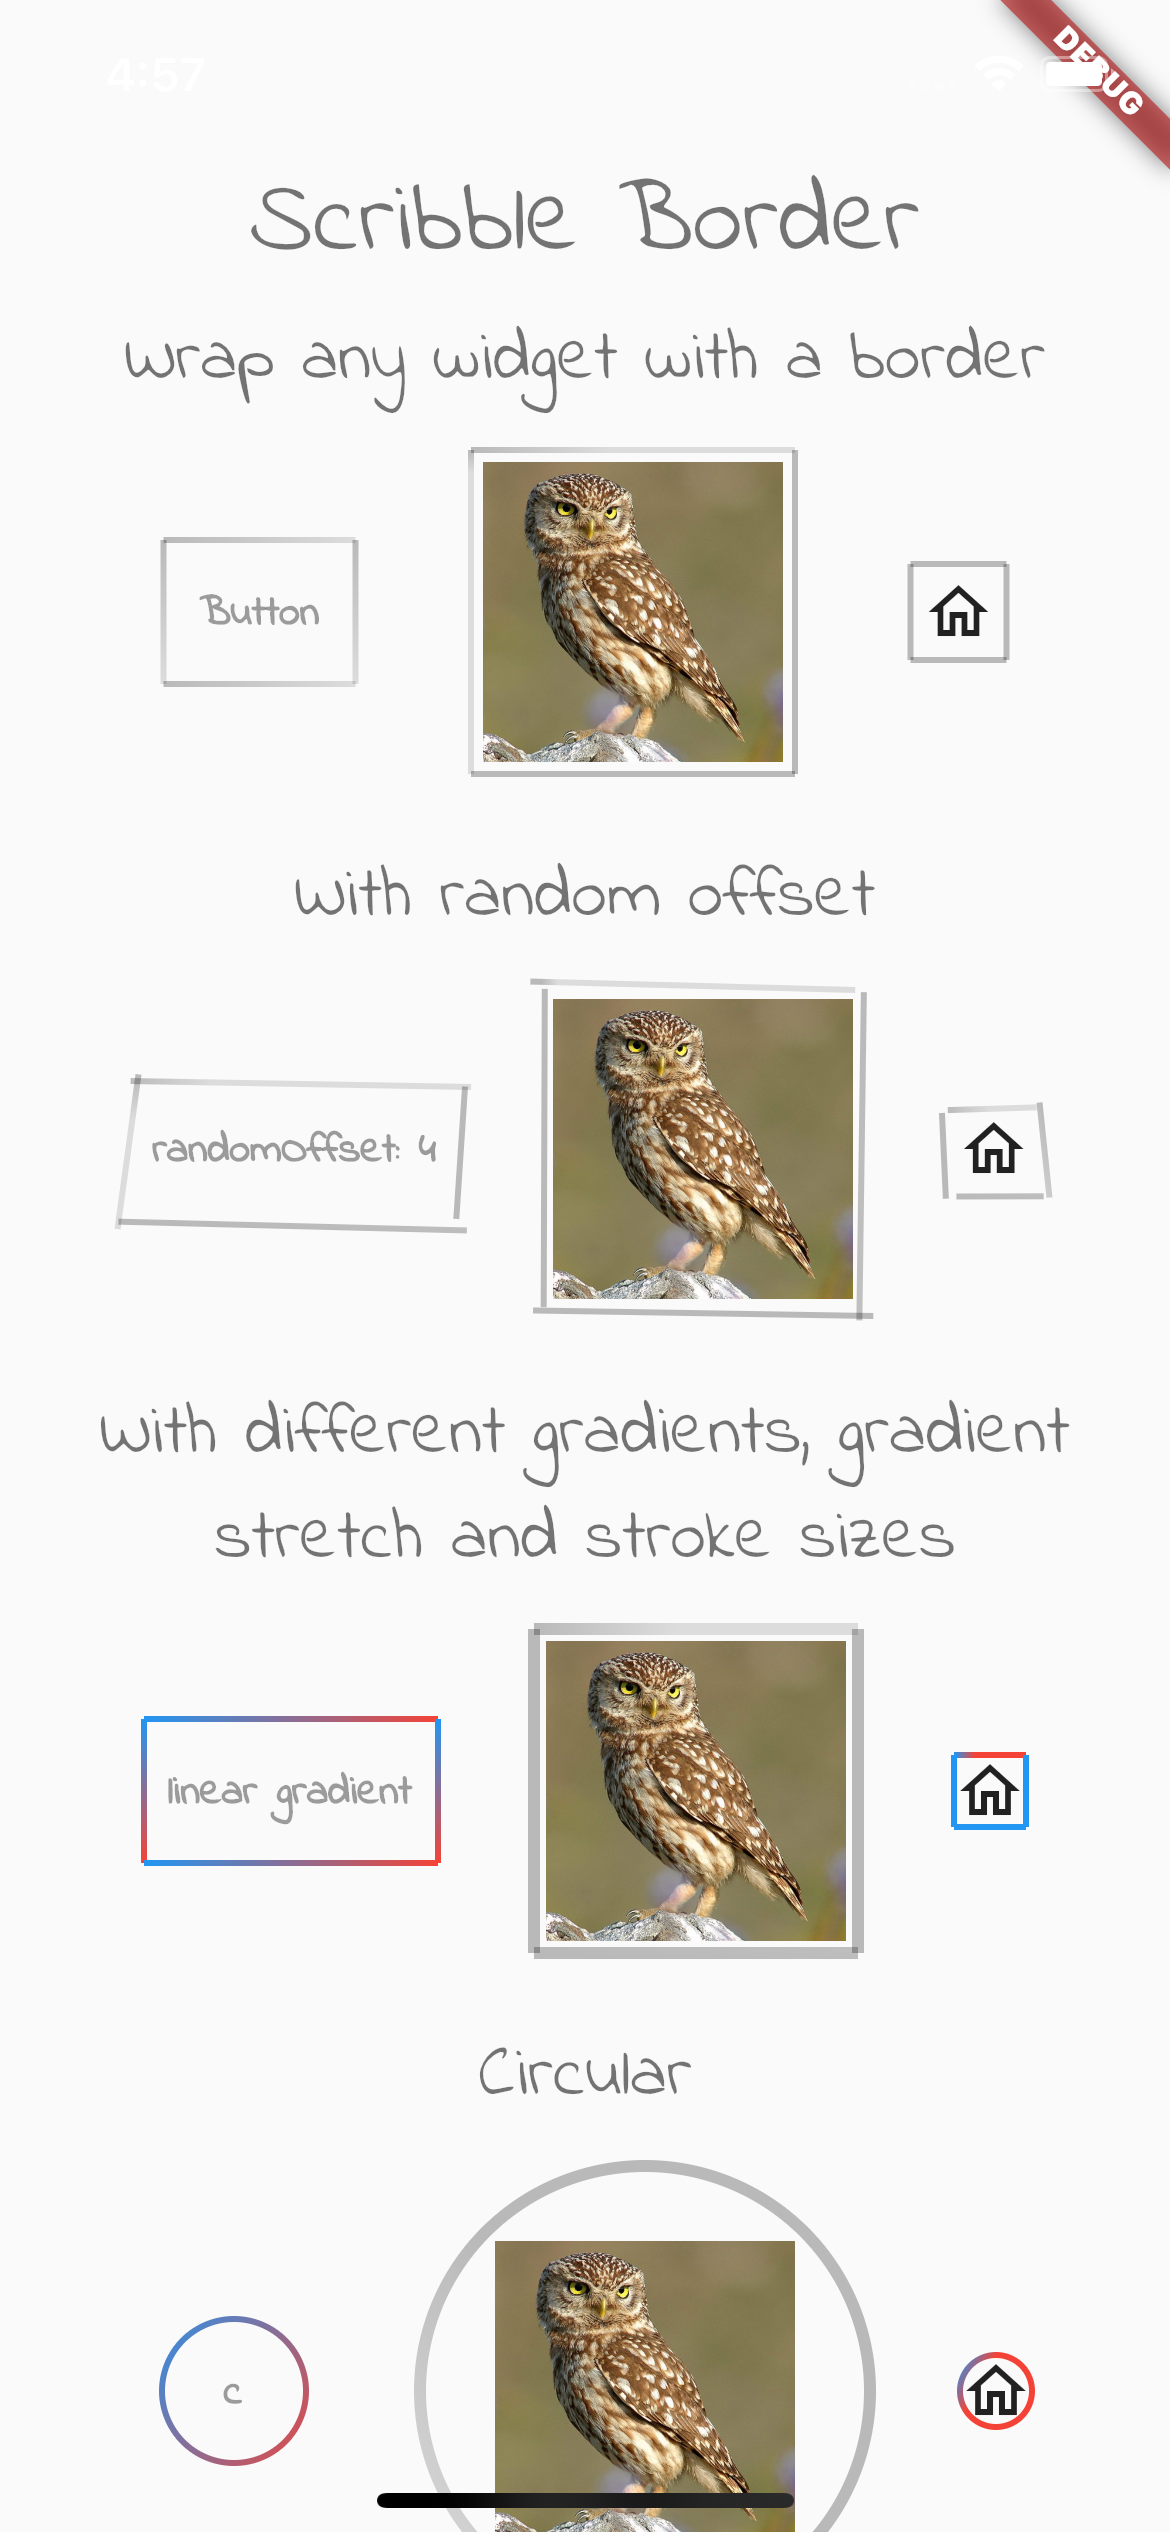 4:57
DEBUG
Scribble Border
Wrap any widget with a border
Button
With random offset
randomOffset: 4
With different gradients, gradient
stretch and stroke sizes
linear gradient
Circular
c